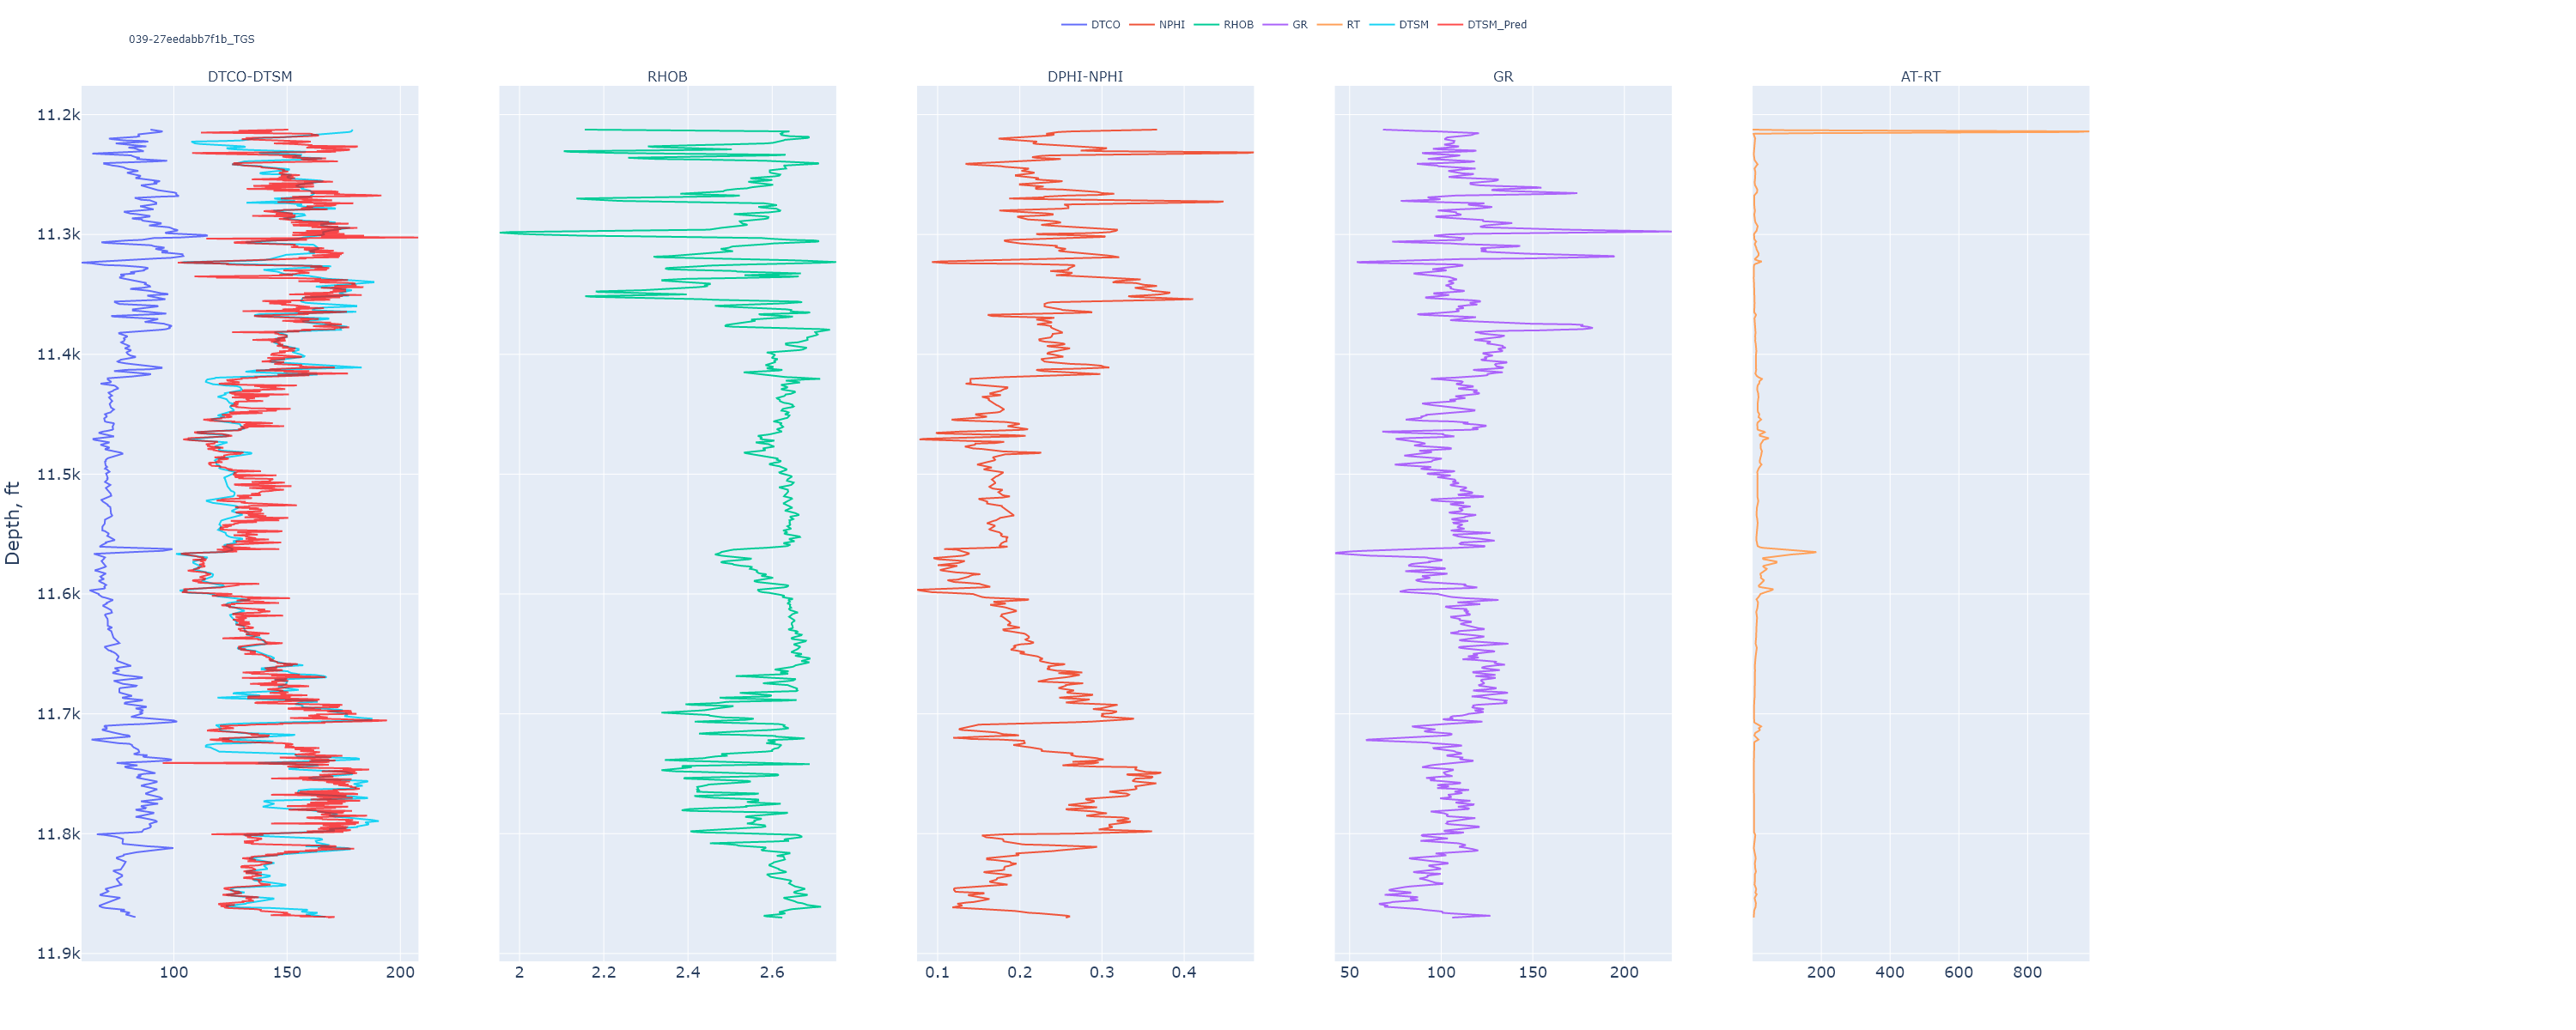 DTCO NPHI RHOB GR RT DTSM DTSM_Pred
039-27eedabb7f1b_TGS
DTCO-DTSM RHOB DPHI-NPHI GR AT-RT
Depth, ft
11.2k
11.3k
11.4k
11.5k
11.6k
11.7k
11.8k
11.9k
100 150 200 2 2.2 2.4 2.6 0.1 0.2 0.3 0.4 50 100 150 200 200 400 600 800